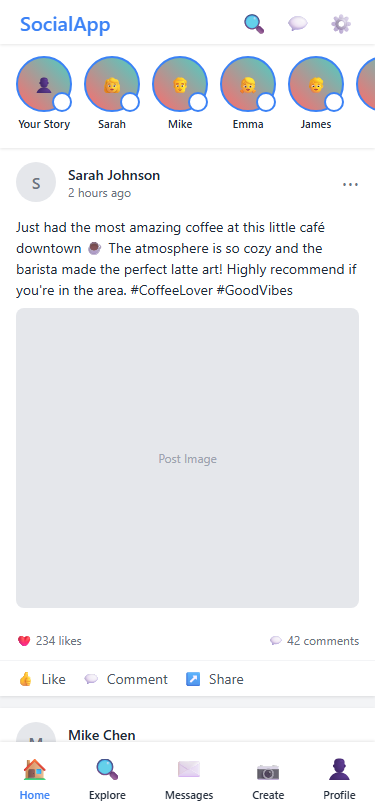 SocialApp
Your Story
Sarah
Mike
Emma
James
S
Sarah Johnson
2 hours ago
Just had the most amazing coffee at this little café
downtown ☕ The atmosphere is so cozy and the
barista made the perfect latte art! Highly recommend if
you're in the area. #CoffeeLover #GoodVibes
Post Image
234 likes
42 comments
Like
Comment
Share
M
Mike Chen
Home
Explore
Messages
Create
Profile